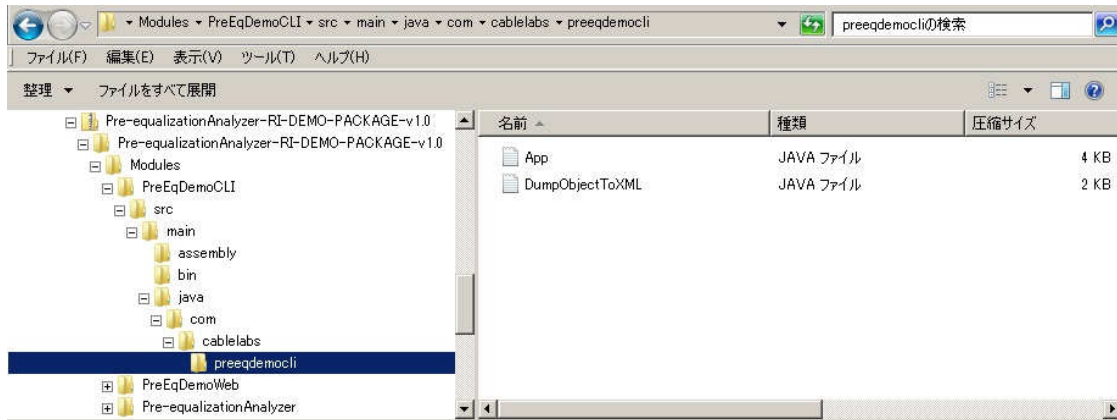 ▾ Modules ▾ PreEqDemoCLI ▾ src ▾ main ▾ java ▾ com ▾ cablelabs ▾ preeqdemocli
preeqdemocliの検索
ファイル(F) 編集(E) 表示(V) ツール(T) ヘルプ(H)
整理 ▾ ファイルをすべて展開
Pre-equalizationAnalyzer-RI-DEMO-PACKAGE-v1.0
Pre-equalizationAnalyzer-RI-DEMO-PACKAGE-v1.0
Modules
PreEqDemoCLI
src
main
assembly
bin
java
com
cablelabs
preeqdemocli
PreEqDemoWeb
Pre-equalizationAnalyzer
名前 種類 圧縮サイズ
App JAVA ファイル 4 KB
DumpObjectToXML JAVA ファイル 2 KB